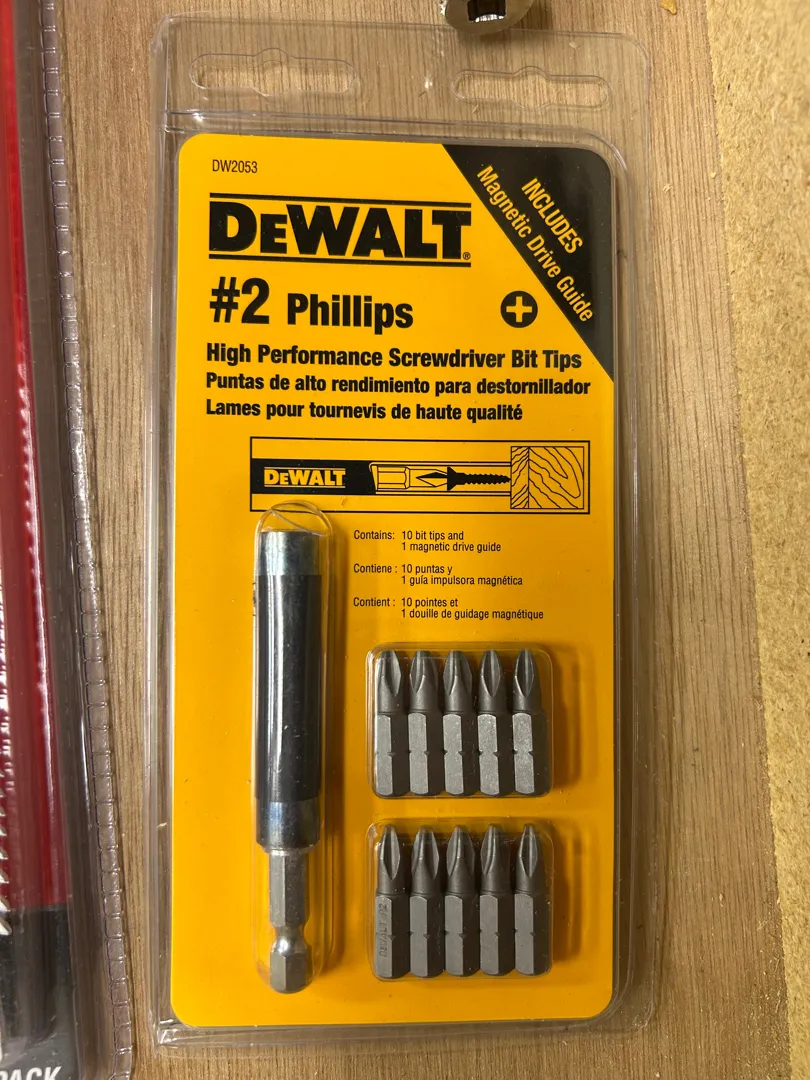 DW2053
INCLUDES
Magnetic Drive Guide
DEWALT®
#2 Phillips
High Performance Screwdriver Bit Tips
Puntas de alto rendimiento para destornillador
Lames pour tournevis de haute qualité
DEWALT
Contains: 10 bit tips and
1 magnetic drive guide
Contiene : 10 puntas y
1 guía impulsora magnética
Contient : 10 pointes et
1 douille de guidage magnétique
DEWALT #2
PACK